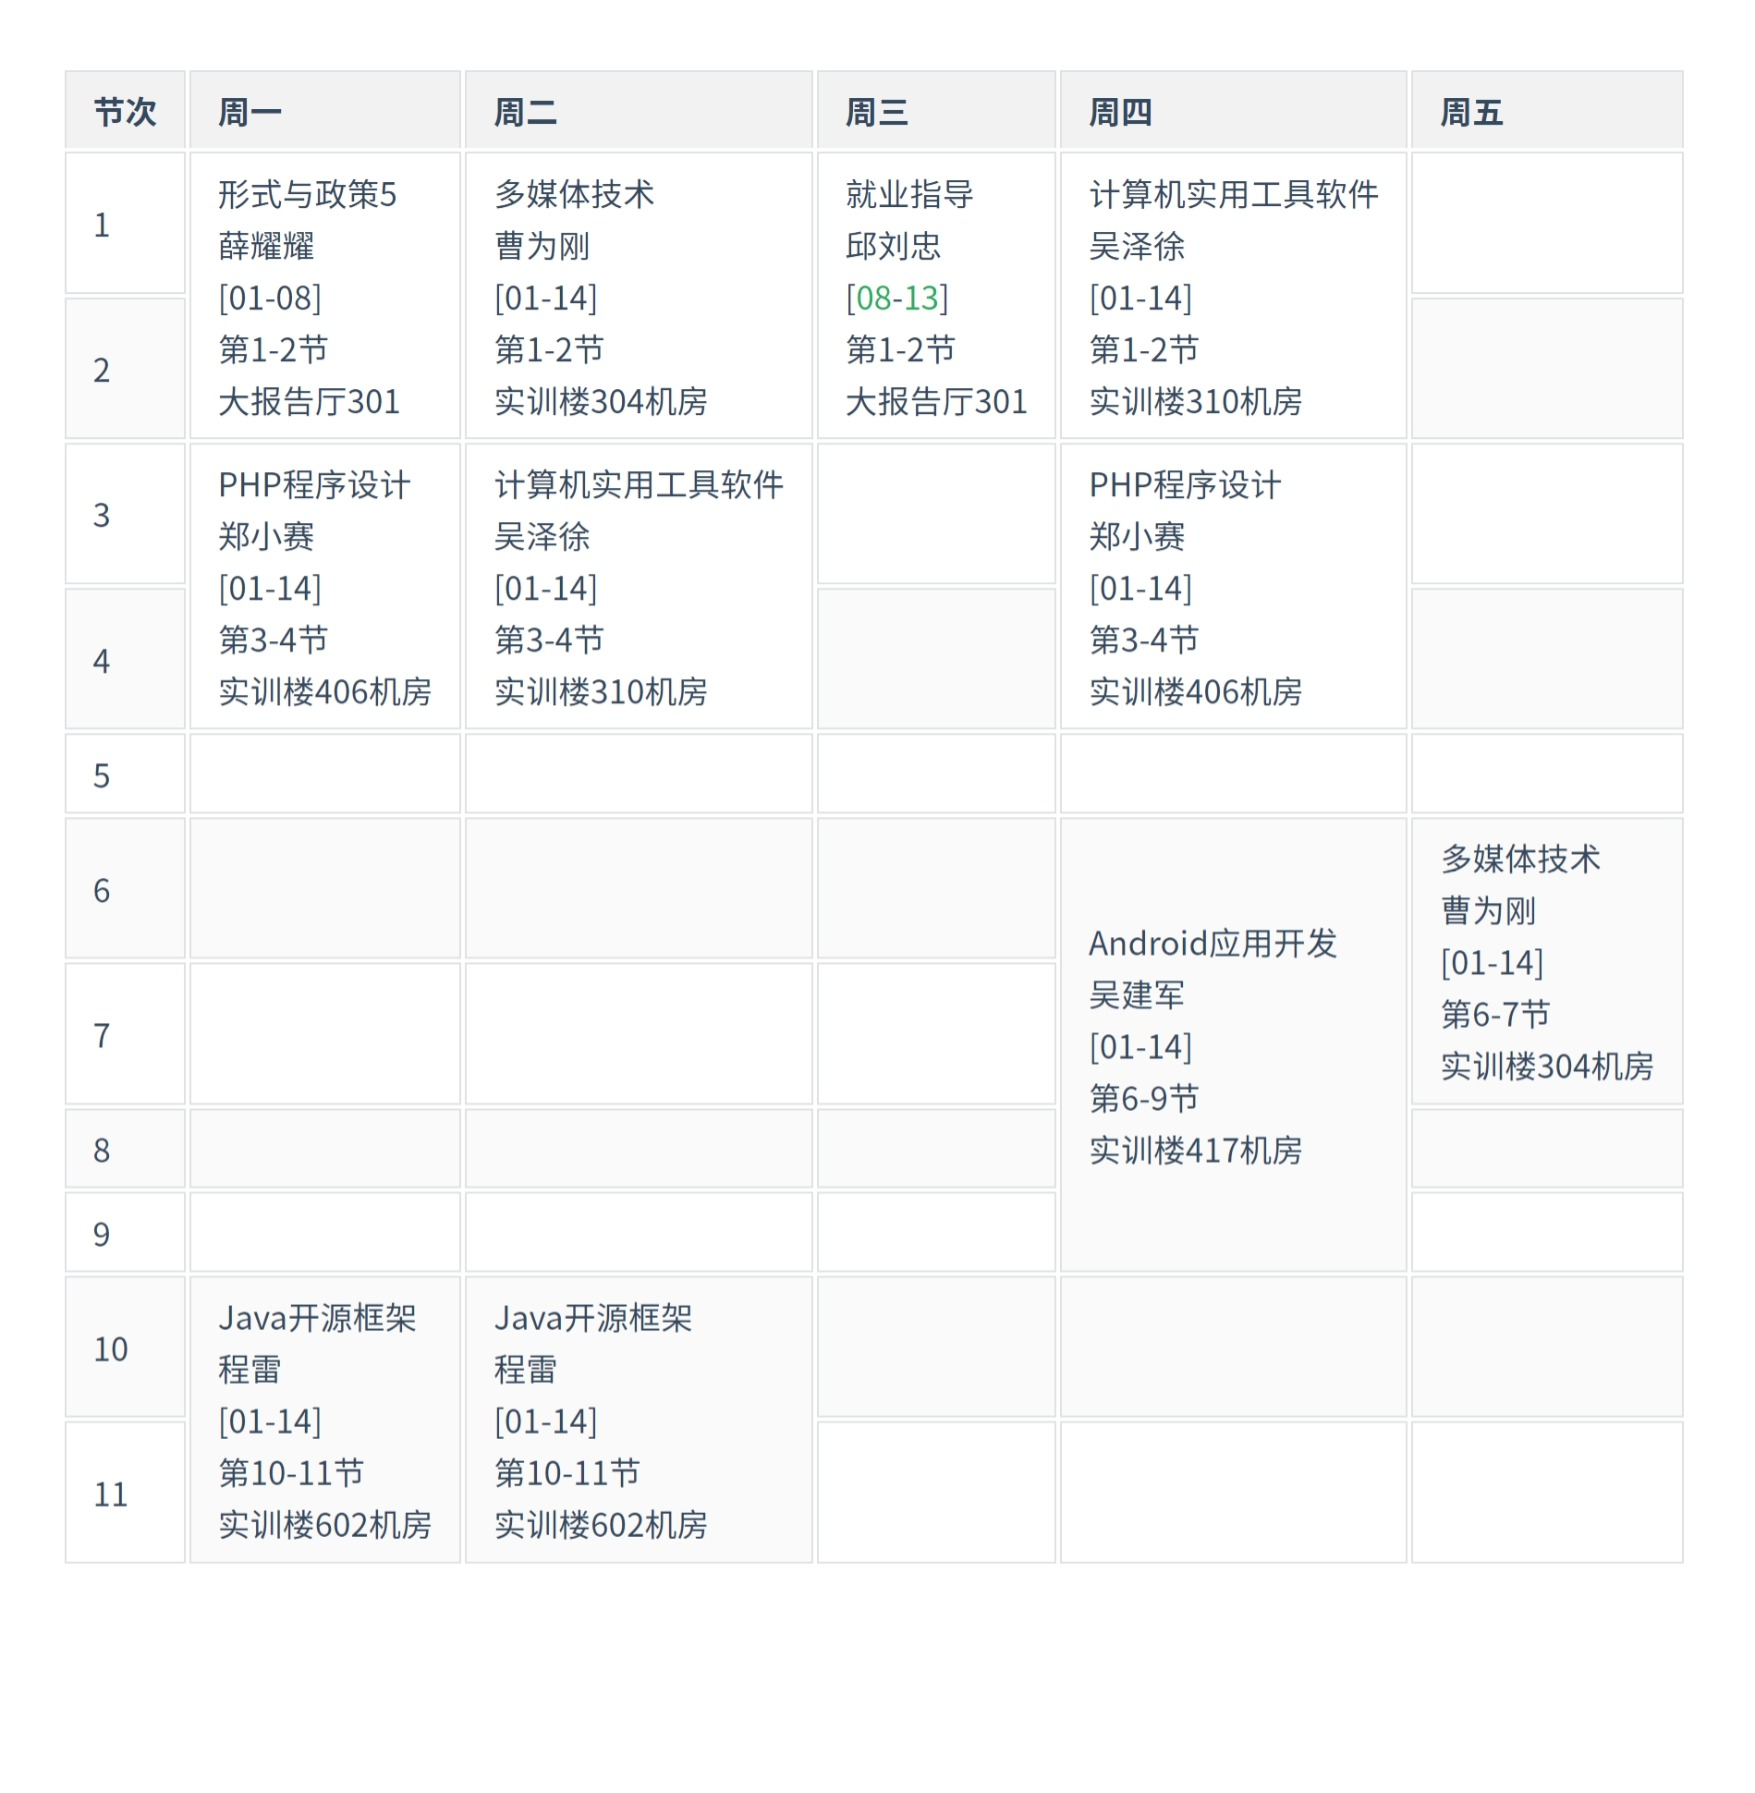 节次 周一 周二 周三 周四 周五
1
2
形式与政策5
薛耀耀
[01-08]
第1-2节
大报告厅301
多媒体技术
曹为刚
[01-14]
第1-2节
实训楼304机房
就业指导
邱刘忠
[08-13]
第1-2节
大报告厅301
计算机实用工具软件
吴泽徐
[01-14]
第1-2节
实训楼310机房
3
4
PHP程序设计
郑小赛
[01-14]
第3-4节
实训楼406机房
计算机实用工具软件
吴泽徐
[01-14]
第3-4节
实训楼310机房
PHP程序设计
郑小赛
[01-14]
第3-4节
实训楼406机房
5
6
7
8
9
Android应用开发
吴建军
[01-14]
第6-9节
实训楼417机房
多媒体技术
曹为刚
[01-14]
第6-7节
实训楼304机房
10
11
Java开源框架
程雷
[01-14]
第10-11节
实训楼602机房
Java开源框架
程雷
[01-14]
第10-11节
实训楼602机房